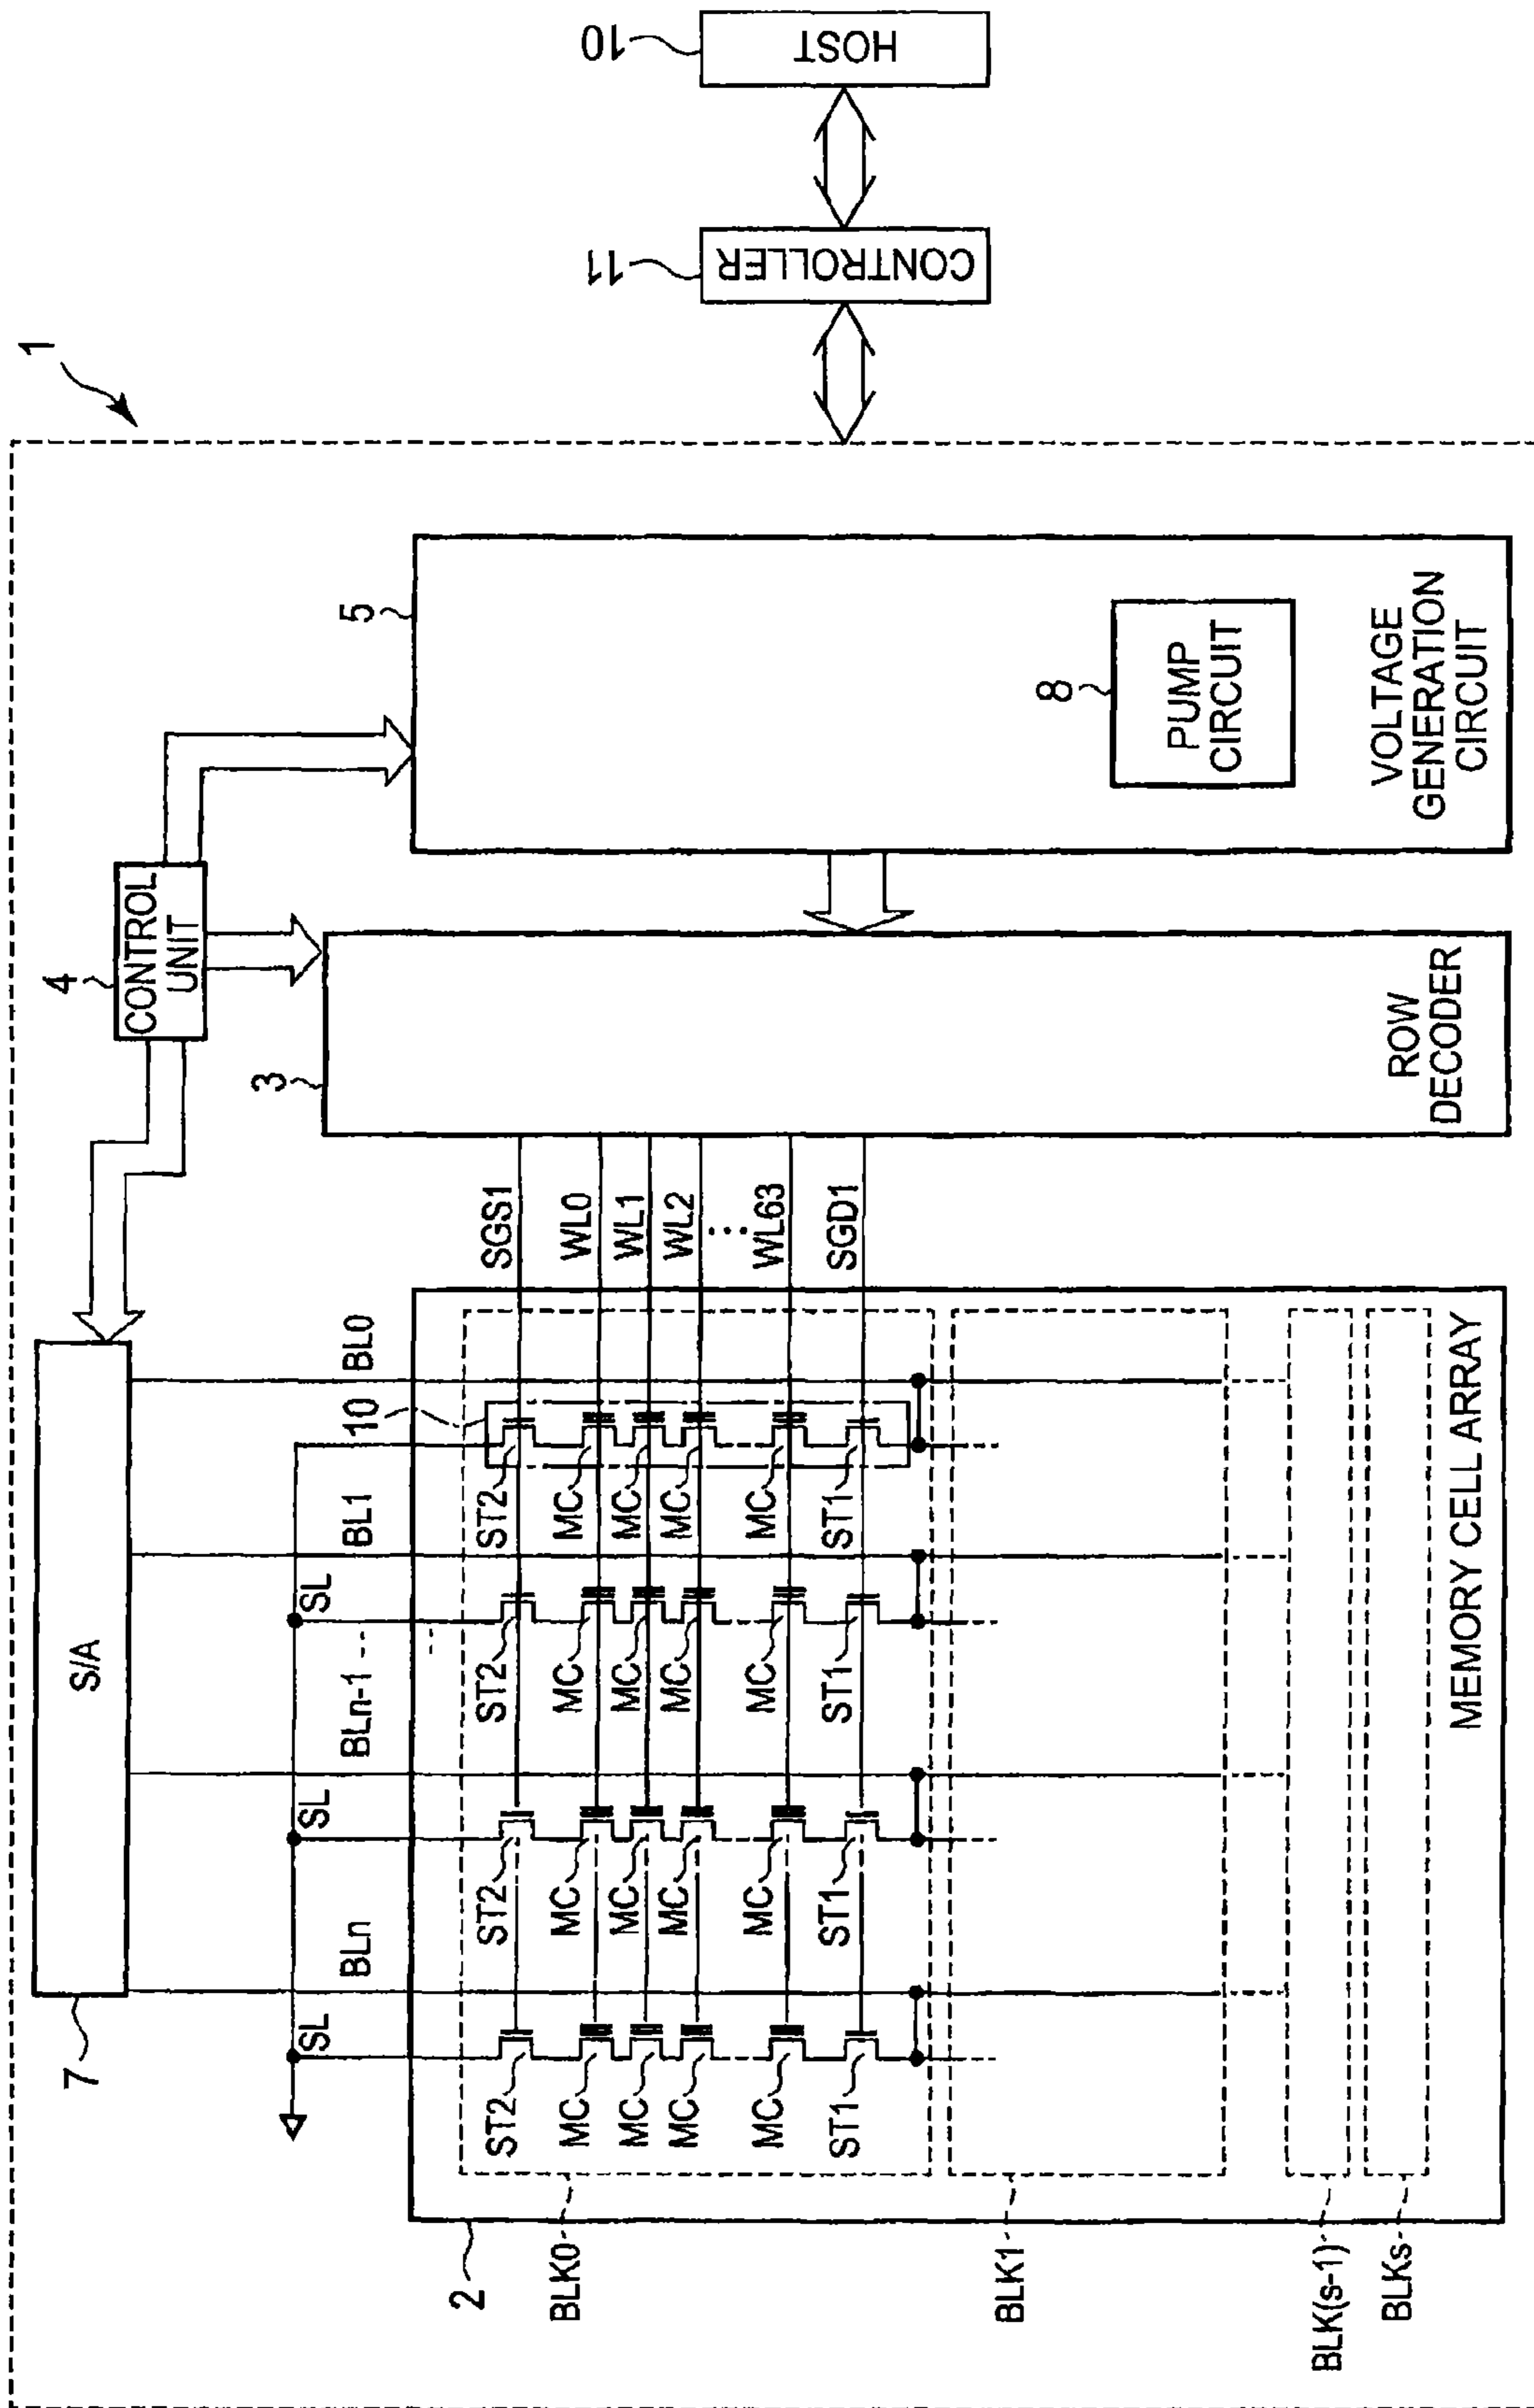 10
HOST
11
CONTROLLER
1
5
8
PUMP
CIRCUIT
VOLTAGE
GENERATION
CIRCUIT
4
CONTROL
UNIT
3
ROW
DECODER
SGS1
WL0
WL1
WL2
...
WL63
SGD1
7
S/A
BL0
BL1
BLn-1
BLn
SL
SL
SL
10
ST2
MC
MC
MC
MC
ST1
ST2
MC
MC
MC
MC
ST1
ST2
MC
MC
MC
MC
ST1
ST2
MC
MC
MC
MC
ST1
MEMORY CELL ARRAY
2
BLK0
BLK1
BLK(s-1)
BLKs